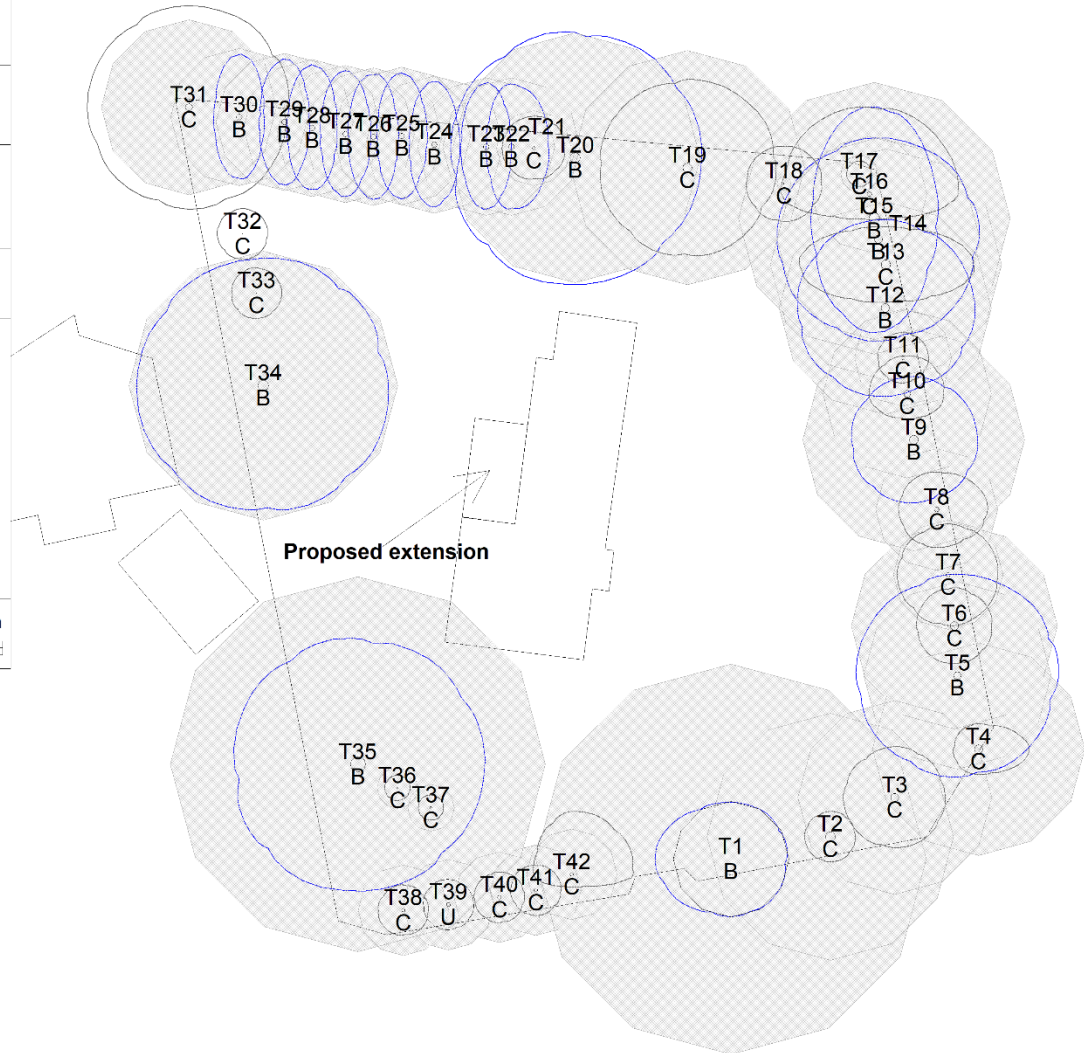 T31
C
T30
B
T29
B
T28
B
T27
B
T26
B
T25
B
T24
B
T23
B
T22
B
T21
C
T20
B
T19
C
T18
C
T17
C
T16
C
T15
B
T14
B
T13
C
T12
B
T11
C
T10
C
T9
B
T8
C
T7
C
T6
C
T5
B
T4
C
T3
C
T2
C
T1
B
T32
C
T33
C
T34
B
Proposed extension
T35
B
T36
C
T37
C
T38
C
T39
U
T40
C
T41
C
T42
C